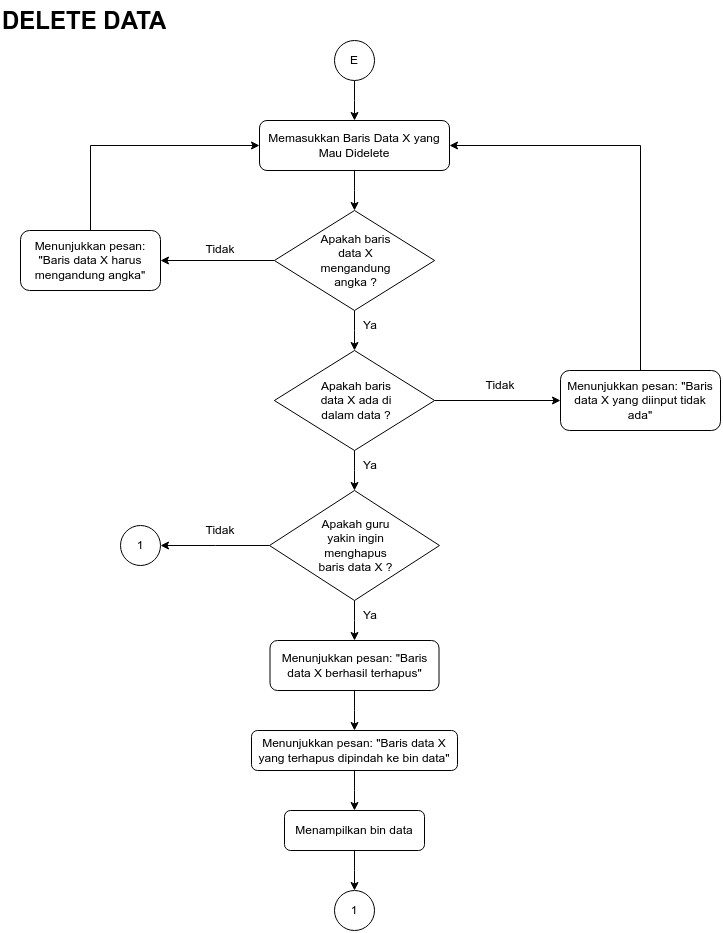 DELETE DATA
E
Memasukkan Baris Data X yang
Mau Didelete
Apakah baris
data X
mengandung
angka ?
Tidak
Menunjukkan pesan:
"Baris data X harus
mengandung angka"
Ya
Apakah baris
data X ada di
dalam data ?
Tidak
Menunjukkan pesan: "Baris
data X yang diinput tidak
ada"
Ya
Apakah guru
yakin ingin
menghapus
baris data X ?
Tidak
1
Ya
Menunjukkan pesan: "Baris
data X berhasil terhapus"
Menunjukkan pesan: "Baris data X
yang terhapus dipindah ke bin data"
Menampilkan bin data
1